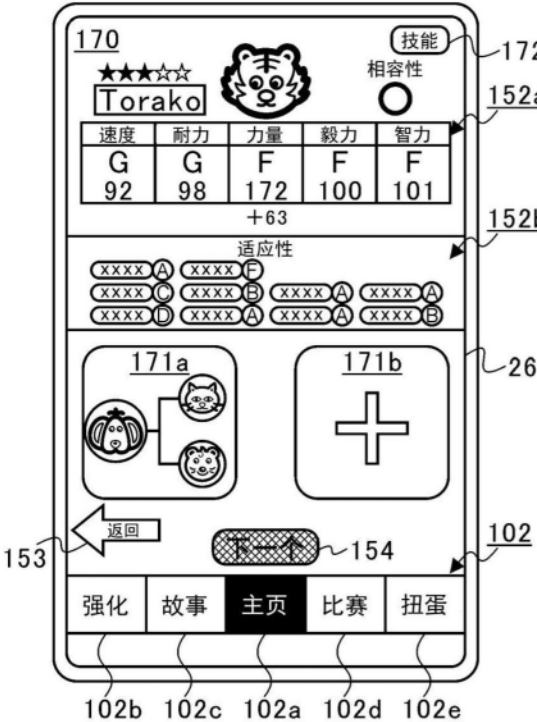 170
技能
172
★★★☆☆
相容性
Torako
152a
速度 耐力 力量 毅力 智力
G G F F F
92 98 172 100 101
+63
152b
适应性
XXXX A XXXX F
XXXX C XXXX B XXXX A XXXX A
XXXX D XXXX A XXXX A XXXX B
171a 171b
26
返回
153
下一个
154
102
强化 故事 主页 比赛 扭蛋
102b 102c 102a 102d 102e